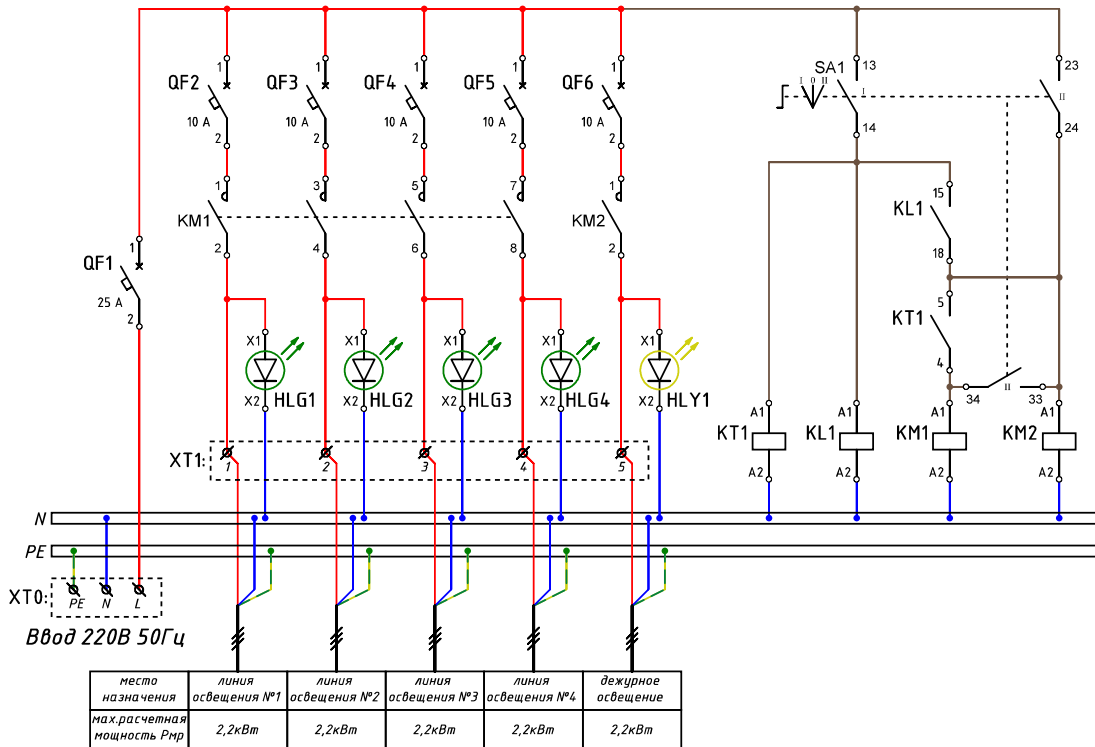 1 1 1 1 1 13 23
QF2 QF3 QF4 QF5 QF6 SA1 I O II I II
10 А 10 А 10 А 10 А 10 А
2 2 2 2 2 14 24
1 3 5 7 1 15
KM1 KM2 KL1
2 4 6 8 2 18
1
QF1
25 А
2
5
KT1
4
34 II 33
X1 X1 X1 X1 X1
HLG1 HLG2 HLG3 HLG4 HLY1
X2 X2 X2 X2 X2
A1 A1 A1 A1
KT1 KL1 KM1 KM2
A2 A2 A2 A2
XT1:
1 2 3 4 5
N
PE
XT0:
PE N L
Ввод 220В 50Гц
место назначения
линия освещения №1
линия освещения №2
линия освещения №3
линия освещения №4
дежурное освещение
мах.расчетная мощность Рмр
2,2кВт 2,2кВт 2,2кВт 2,2кВт 2,2кВт